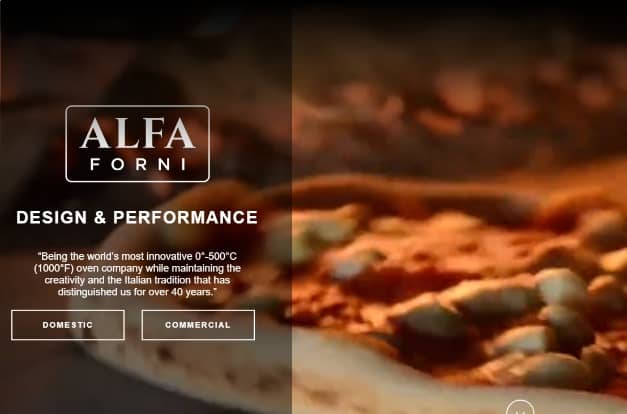 ALFA
FORNI
DESIGN & PERFORMANCE
"Being the world's most innovative 0°-500°C
(1000°F) oven company while maintaining the
creativity and the Italian tradition that has
distinguished us for over 40 years."
DOMESTIC COMMERCIAL